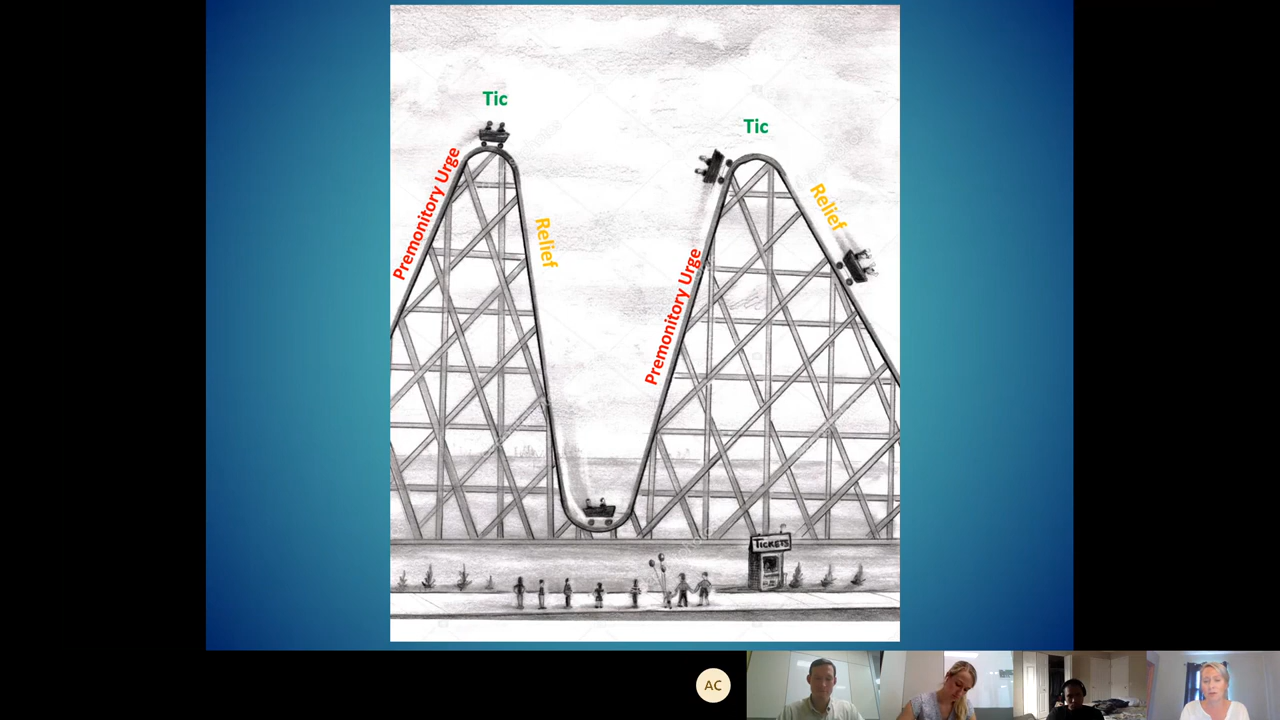 Tic
Premonitory Urge
Relief
Tic
Premonitory Urge
Relief
TICKETS
AC